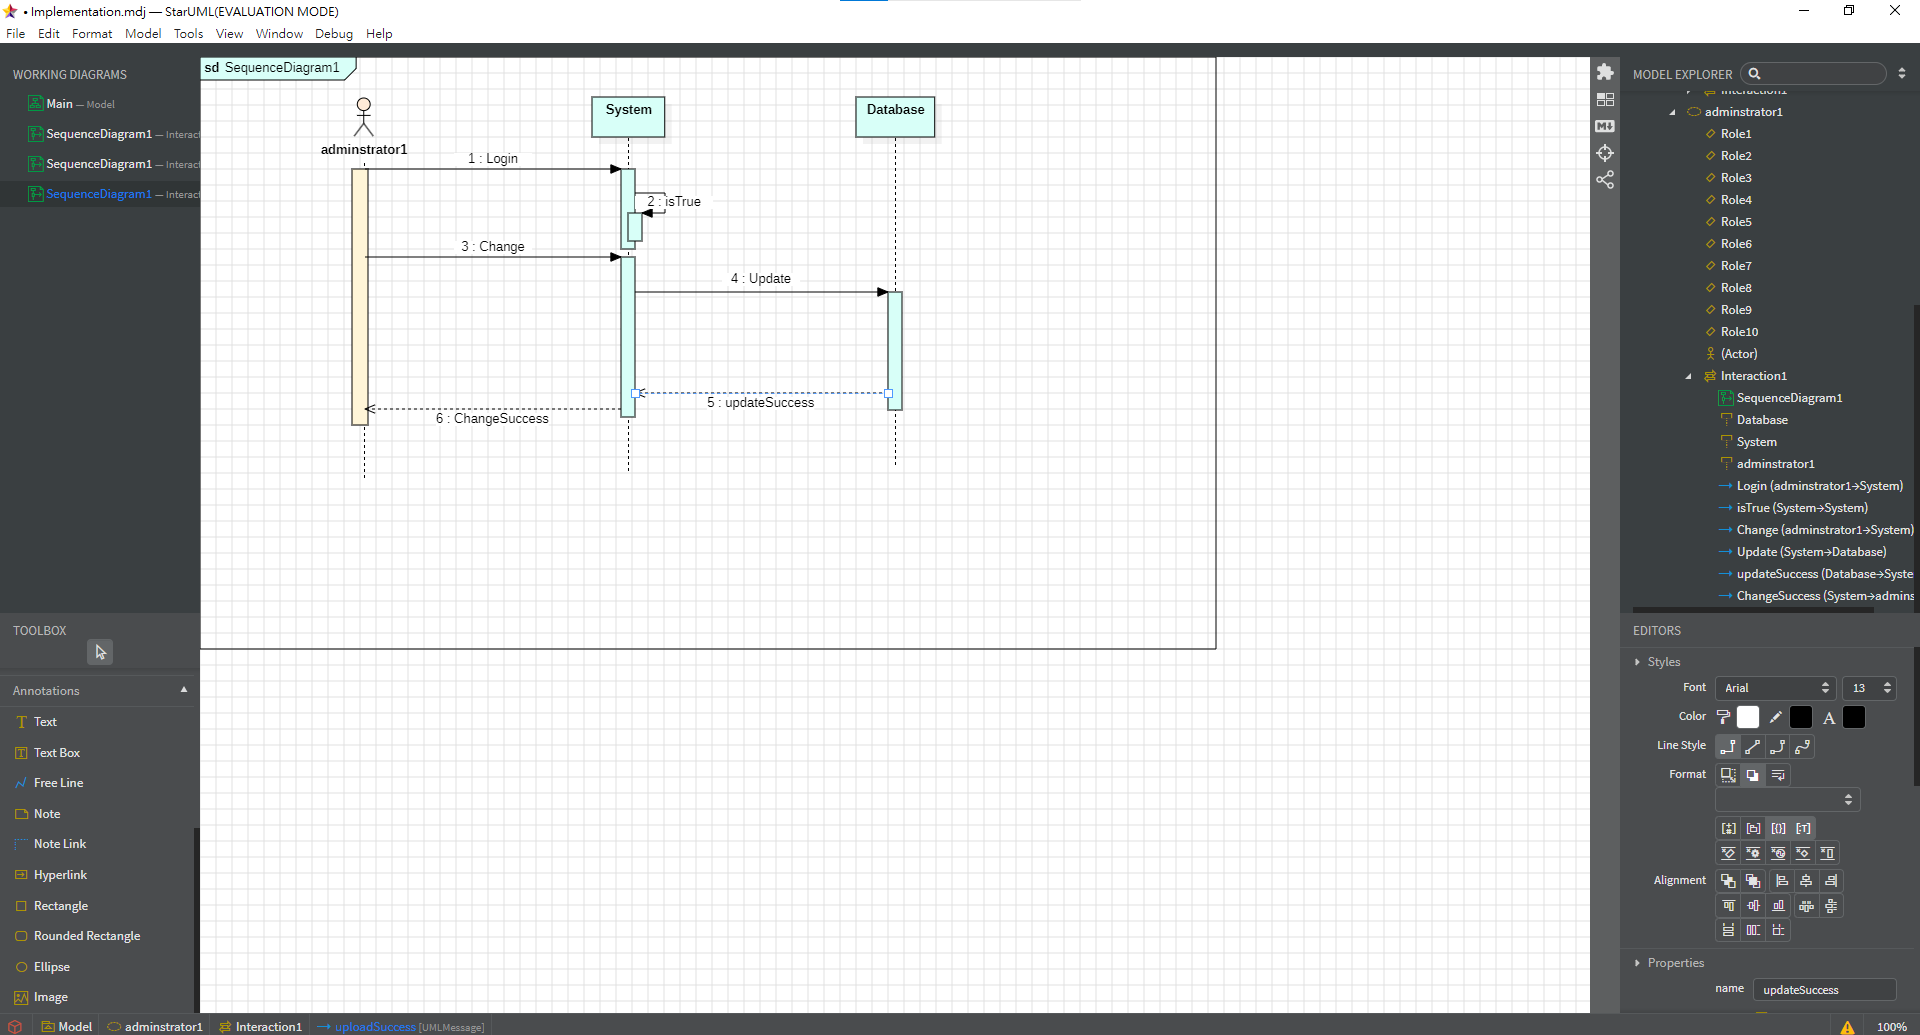 • Implementation.mdj — StarUML(EVALUATION MODE)
File Edit Format Model Tools View Window Debug Help
WORKING DIAGRAMS
Main — Model
SequenceDiagram1 — Interact
SequenceDiagram1 — Interact
SequenceDiagram1 — Interact
TOOLBOX
Annotations
Text
Text Box
Free Line
Note
Note Link
Hyperlink
Rectangle
Rounded Rectangle
Ellipse
Image
sd SequenceDiagram1
adminstrator1
System
Database
1 : Login
2 : isTrue
3 : Change
4 : Update
5 : updateSuccess
6 : ChangeSuccess
MODEL EXPLORER
Interaction1
adminstrator1
Role1
Role2
Role3
Role4
Role5
Role6
Role7
Role8
Role9
Role10
(Actor)
Interaction1
SequenceDiagram1
Database
System
adminstrator1
Login (adminstrator1→System)
isTrue (System→System)
Change (adminstrator1→System)
Update (System→Database)
updateSuccess (Database→Syste
ChangeSuccess (System→admins
EDITORS
Styles
Font Arial 13
Color
Line Style
Format
Alignment
Properties
name updateSuccess
Model adminstrator1 Interaction1 uploadSuccess [UMLMessage]
100%